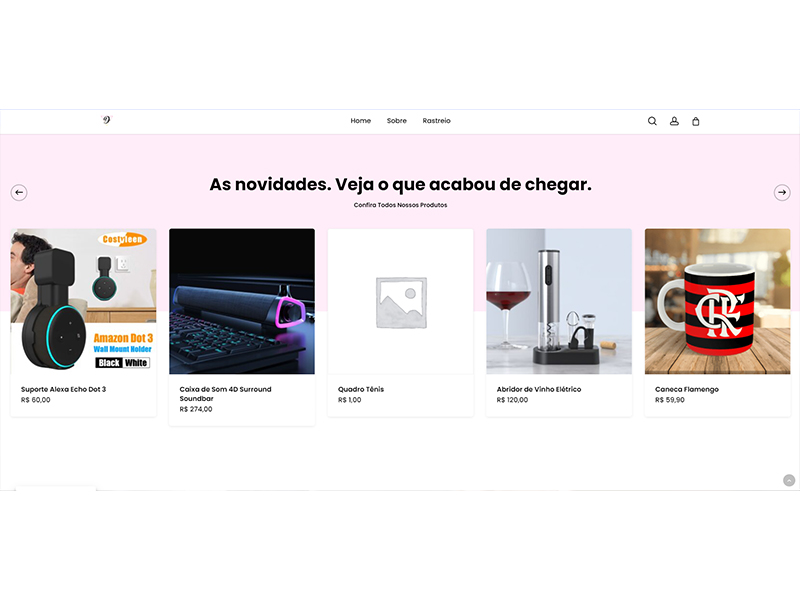 Home Sobre Rastreio
As novidades. Veja o que acabou de chegar.
Confira Todos Nossos Produtos
Costyleen
Amazon Dot 3
Wall Mount Holder
Black White
CRF
Suporte Alexa Echo Dot 3
R$ 60,00
Caixa de Som 4D Surround
Soundbar
R$ 274,00
Quadro Tênis
R$ 1,00
Abridor de Vinho Elétrico
R$ 120,00
Caneca Flamengo
R$ 59,90